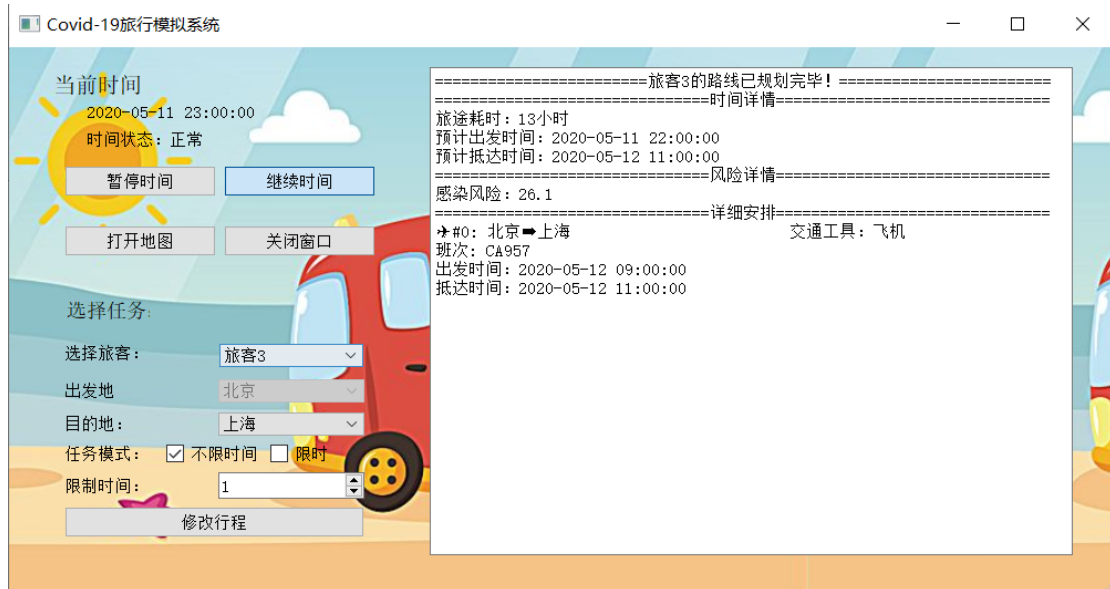 Covid-19旅行模拟系统
当前时间
2020-05-11 23:00:00
时间状态：正常
暂停时间 继续时间
打开地图 关闭窗口
选择任务:
选择旅客： 旅客3
出发地 北京
目的地： 上海
任务模式： 不限时间 限时
限制时间： 1
修改行程
========================旅客3的路线已规划完毕！========================
===============================时间详情===============================
旅途耗时：13小时
预计出发时间：2020-05-11 22:00:00
预计抵达时间：2020-05-12 11:00:00
===============================风险详情===============================
感染风险：26.1
===============================详细安排===============================
✈#0: 北京➡上海 交通工具：飞机
班次: CA957
出发时间：2020-05-12 09:00:00
抵达时间：2020-05-12 11:00:00